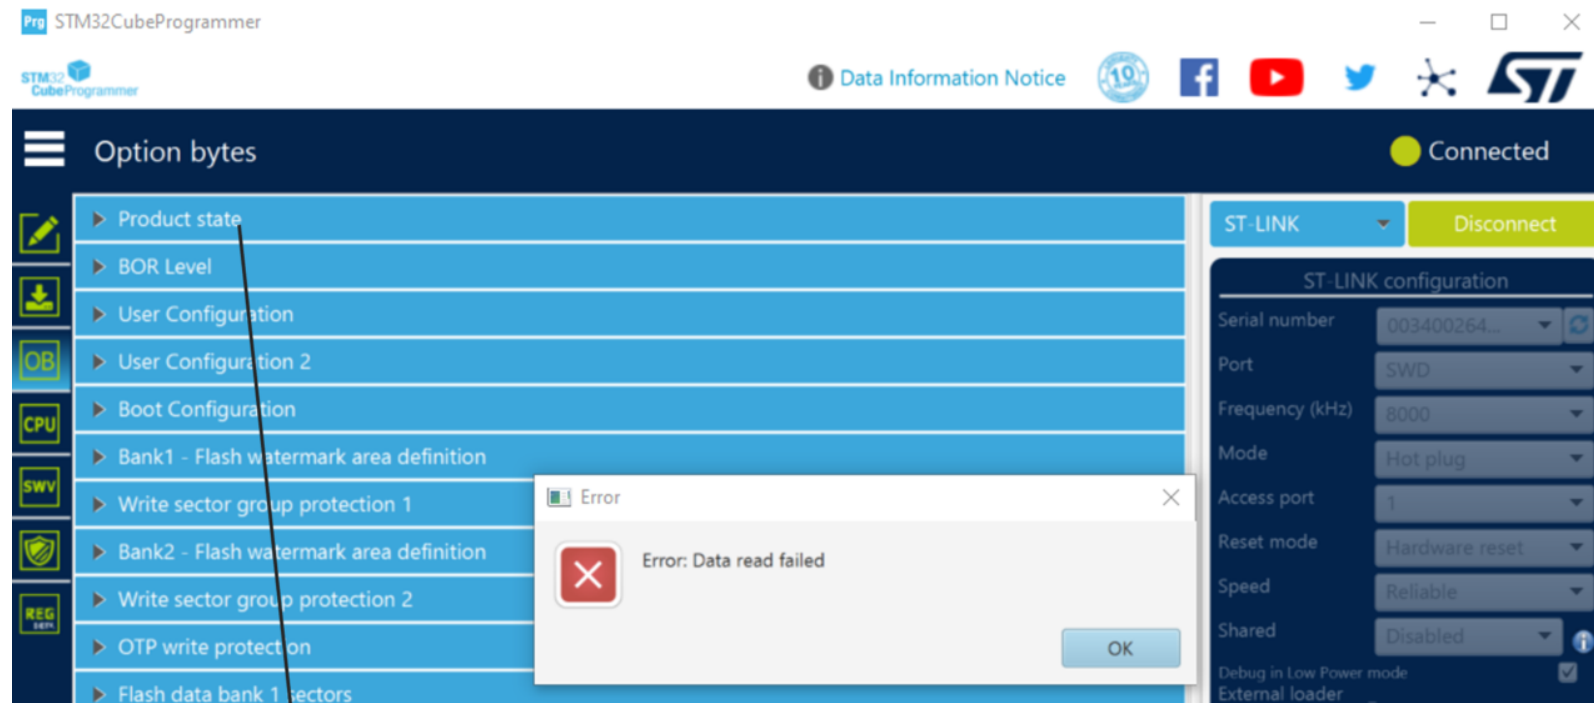 Prg STM32CubeProgrammer
STM32
CubeProgrammer
Data Information Notice
10
ST
Option bytes
Connected
Product state
ST-LINK
Disconnect
BOR Level
ST-LINK configuration
User Configuration
Serial number
003400264...
OB
User Configuration 2
Port
SWD
CPU
Boot Configuration
Frequency (kHz)
8000
Bank1 - Flash watermark area definition
Mode
Hot plug
SWV
Write sector group protection 1
Error
Access port
1
Bank2 - Flash watermark area definition
Error: Data read failed
Reset mode
Hardware reset
Write sector group protection 2
Speed
Reliable
REG
OTP write protection
OK
Shared
Disabled
Debug in Low Power mode
Flash data bank 1 sectors
External loader